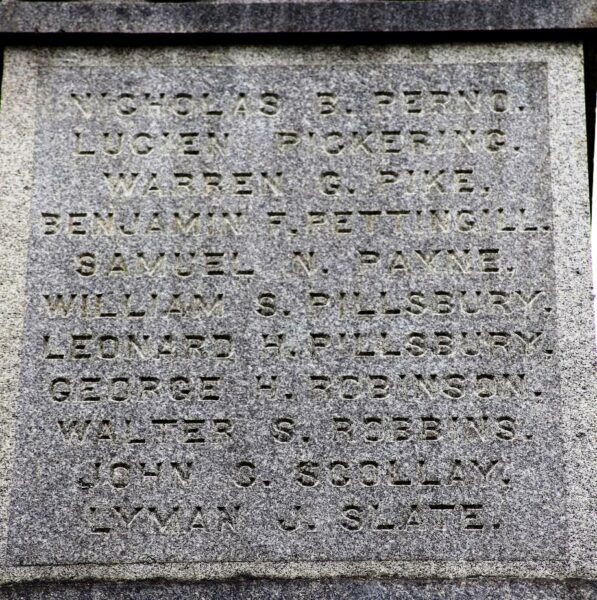 NICHOLAS B. PERNO.
LUCIEN PICKERING.
WARREN G. PIKE.
BENJAMIN F. PETTINGILL.
SAMUEL N. PAYNE.
WILLIAM S. PILLSBURY.
LEONARD H. PILLSBURY.
GEORGE H. ROBINSON.
WALTER S. ROBBINS.
JOHN C. SCOLLAY.
LYMAN J. SLATE.